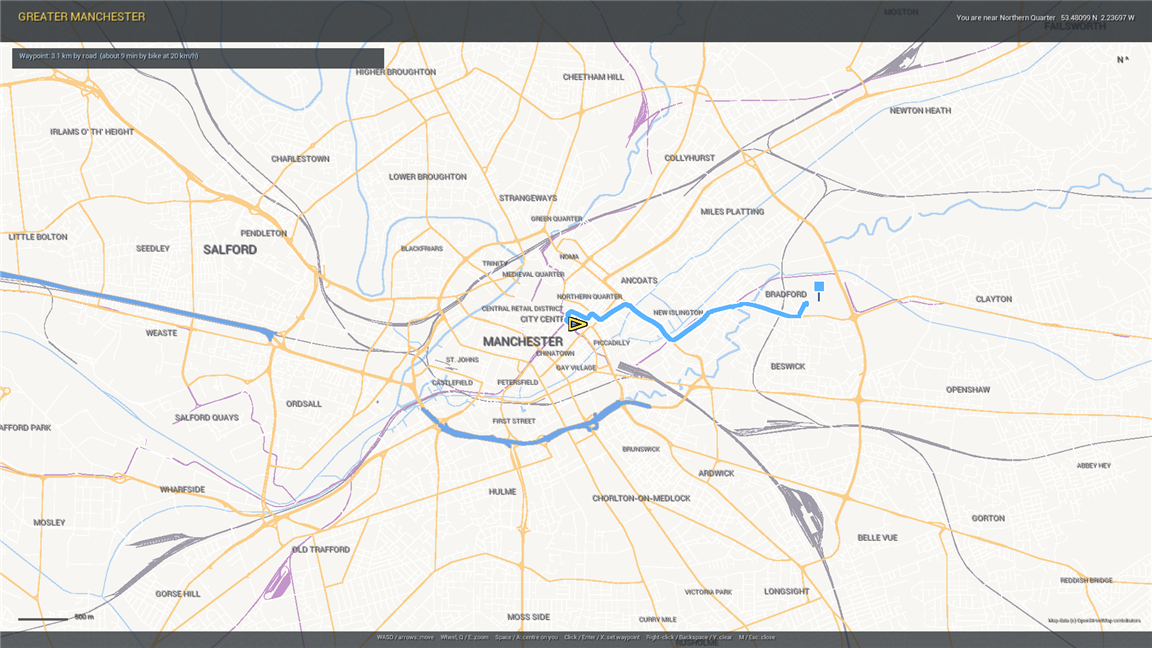 GREATER MANCHESTER
MOSTON
You are near Northern Quarter 53.48099 N 2.23697 W
FAILSWORTH
Waypoint: 3.1 km by road (about 9 min by bike at 20 km/h)
N ^
HIGHER BROUGHTON
CHEETHAM HILL
NEWTON HEATH
IRLAMS O' TH' HEIGHT
CHARLESTOWN
COLLYHURST
LOWER BROUGHTON
STRANGEWAYS
MILES PLATTING
GREEN QUARTER
LITTLE BOLTON
PENDLETON
SEEDLEY
SALFORD
BLACKFRIARS
NOMA
TRINITY
MEDIEVAL QUARTER
ANCOATS
NORTHERN QUARTER
BRADFORD
CLAYTON
CENTRAL RETAIL DISTRICT
NEW ISLINGTON
CITY CENT
WEASTE
MANCHESTER
PICCADILLY
CHINATOWN
ST. JOHNS
GAY VILLAGE
BESWICK
CASTLEFIELD
PETERSFIELD
OPENSHAW
ORDSALL
SALFORD QUAYS
FIRST STREET
AFFORD PARK
BRUNSWICK
ABBEY HEY
ARDWICK
WHARFSIDE
HULME
CHORLTON-ON-MEDLOCK
MOSLEY
GORTON
BELLE VUE
OLD TRAFFORD
REDDISH BRIDGE
GORSE HILL
VICTORIA PARK
LONGSIGHT
500 m
MOSS SIDE
CURRY MILE
Map data (c) OpenStreetMap contributors
WASD / arrows: move Wheel, Q / E: zoom Space / A: centre on you Click / Enter / X: set waypoint Right-click / Backspace / Y: clear M / Esc: close
RUSHOLME